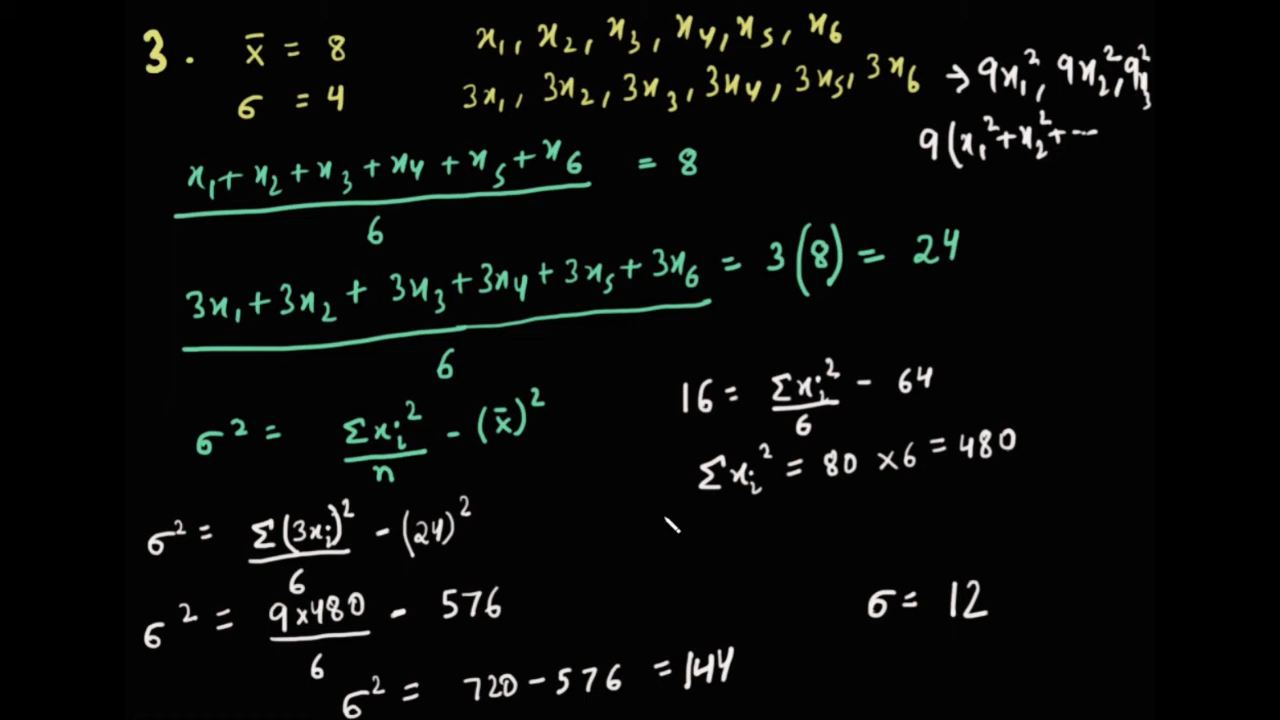 3. x̄ = 8
σ = 4
x₁, x₂, x₃, x₄, x₅, x₆
3x₁, 3x₂, 3x₃, 3x₄, 3x₅, 3x₆ → 9x₁², 9x₂², 9²₃
9(x₁² + x₂² + ---
x₁ + x₂ + x₃ + x₄ + x₅ + x₆ = 8
6
3x₁ + 3x₂ + 3x₃ + 3x₄ + 3x₅ + 3x₆ = 3(8) = 24
6
σ² = Σxᵢ²/n - (x̄)²
16 = Σxᵢ²/6 - 64
Σxᵢ² = 80 × 6 = 480
σ² = Σ(3xᵢ)²/6 - (24)²
σ² = 9×480/6 - 576
σ² = 720 - 576 = 144
σ = 12